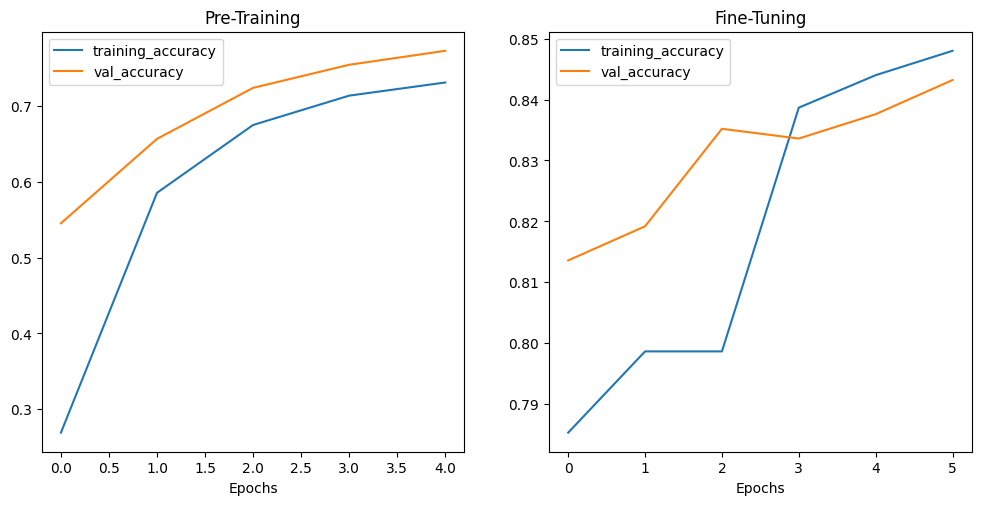 Pre-Training
training_accuracy
val_accuracy
0.7
0.6
0.5
0.4
0.3
0.0 0.5 1.0 1.5 2.0 2.5 3.0 3.5 4.0
Epochs
Fine-Tuning
training_accuracy
val_accuracy
0.85
0.84
0.83
0.82
0.81
0.80
0.79
0 1 2 3 4 5
Epochs